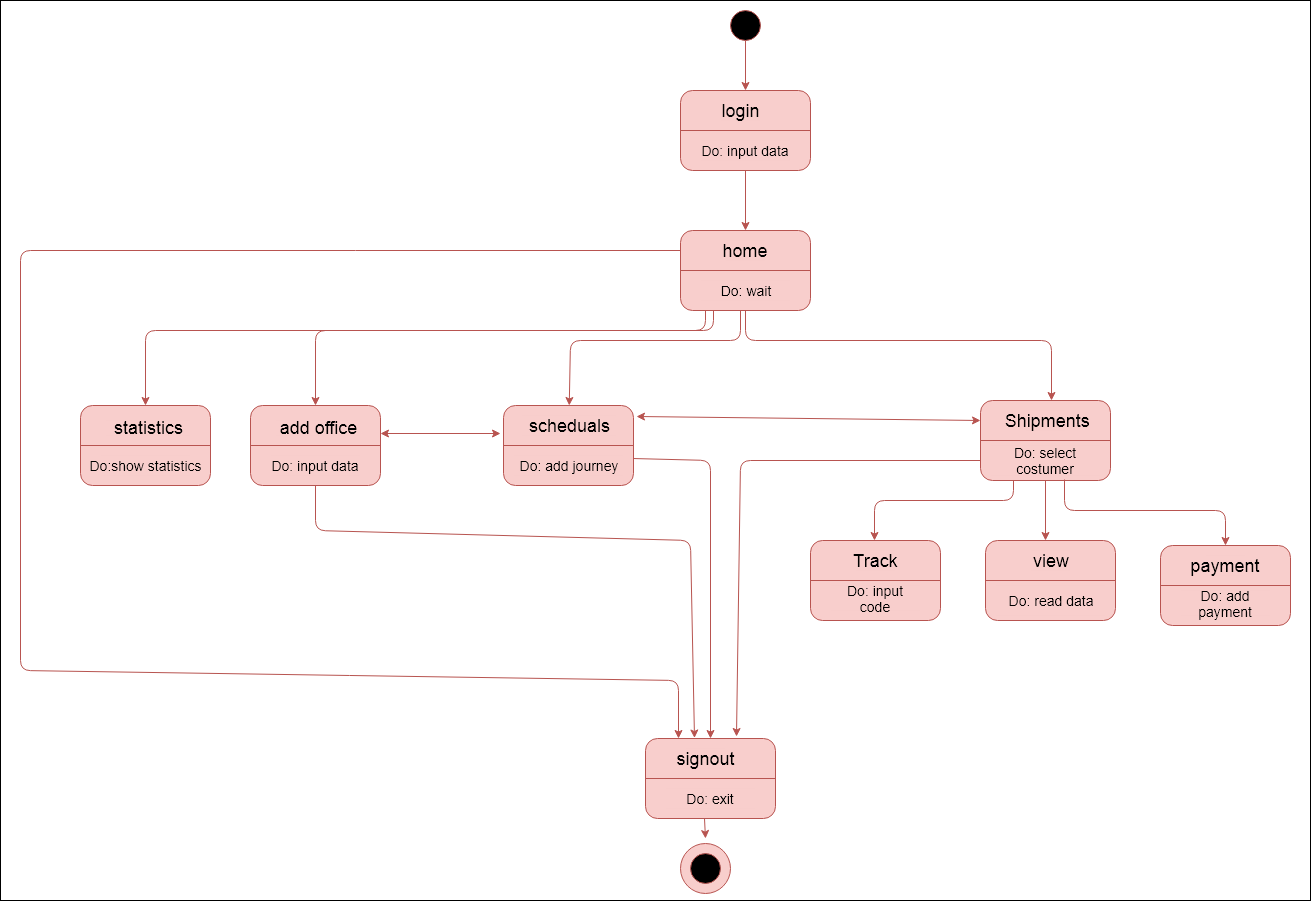 login
Do: input data
home
Do: wait
statistics
Do:show statistics
add office
Do: input data
scheduals
Do: add journey
Shipments
Do: select
costumer
Track
Do: input
code
view
Do: read data
payment
Do: add
payment
signout
Do: exit